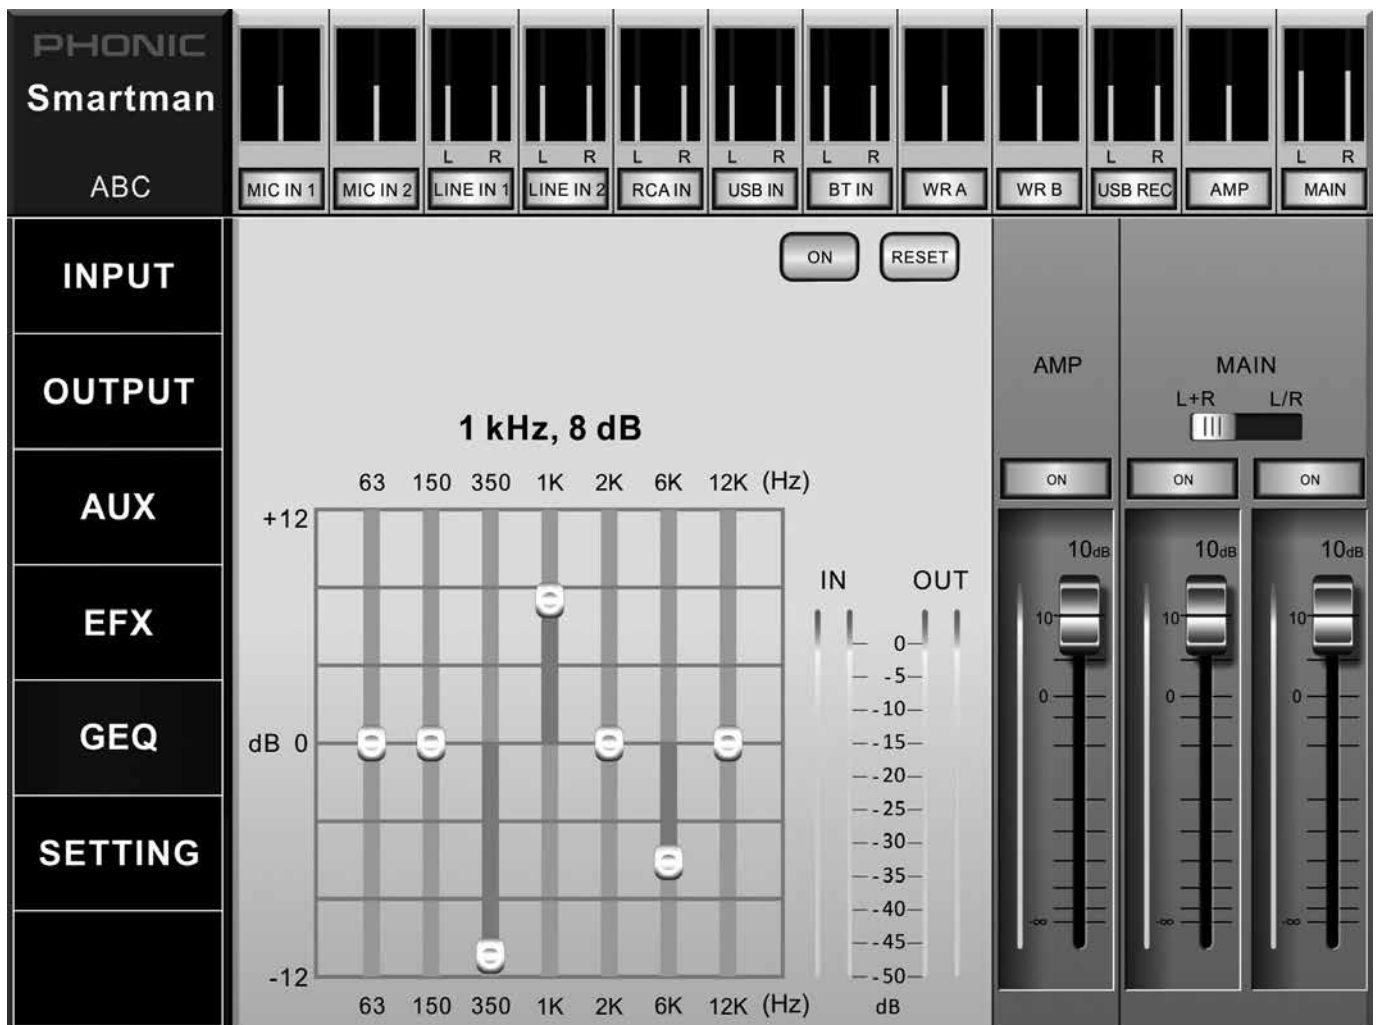 PHONIC
Smartman
ABC
L R L R L R L R L R L R L R
MIC IN 1 MIC IN 2 LINE IN 1 LINE IN 2 RCA IN USB IN BT IN WR A WR B USB REC AMP MAIN
INPUT
OUTPUT
AUX
EFX
GEQ
SETTING
ON RESET
1 kHz, 8 dB
63 150 350 1K 2K 6K 12K (Hz)
+12
dB 0
-12
63 150 350 1K 2K 6K 12K (Hz)
IN OUT
0
-5
-10
-15
-20
-25
-30
-35
-40
-45
-50
dB
AMP MAIN
L+R L/R
ON ON ON
10dB 10dB 10dB
10 10 10
0 0 0
-∞ -∞ -∞